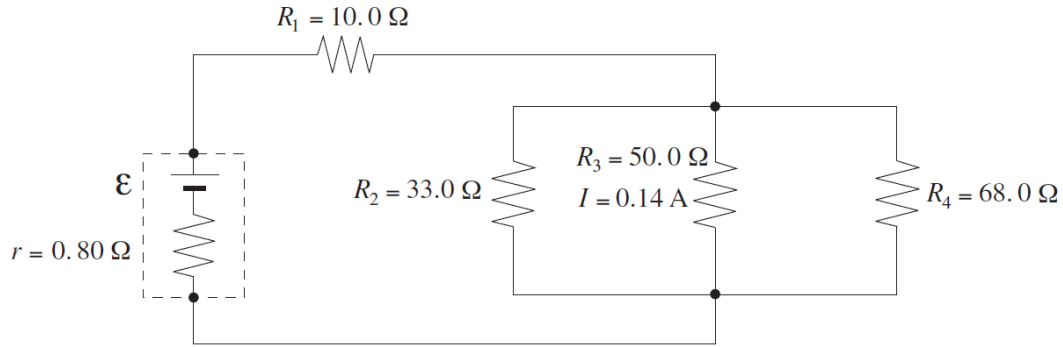 R₁ = 10.0 Ω
ε
r = 0.80 Ω
R₂ = 33.0 Ω
R₃ = 50.0 Ω
I = 0.14 A
R₄ = 68.0 Ω